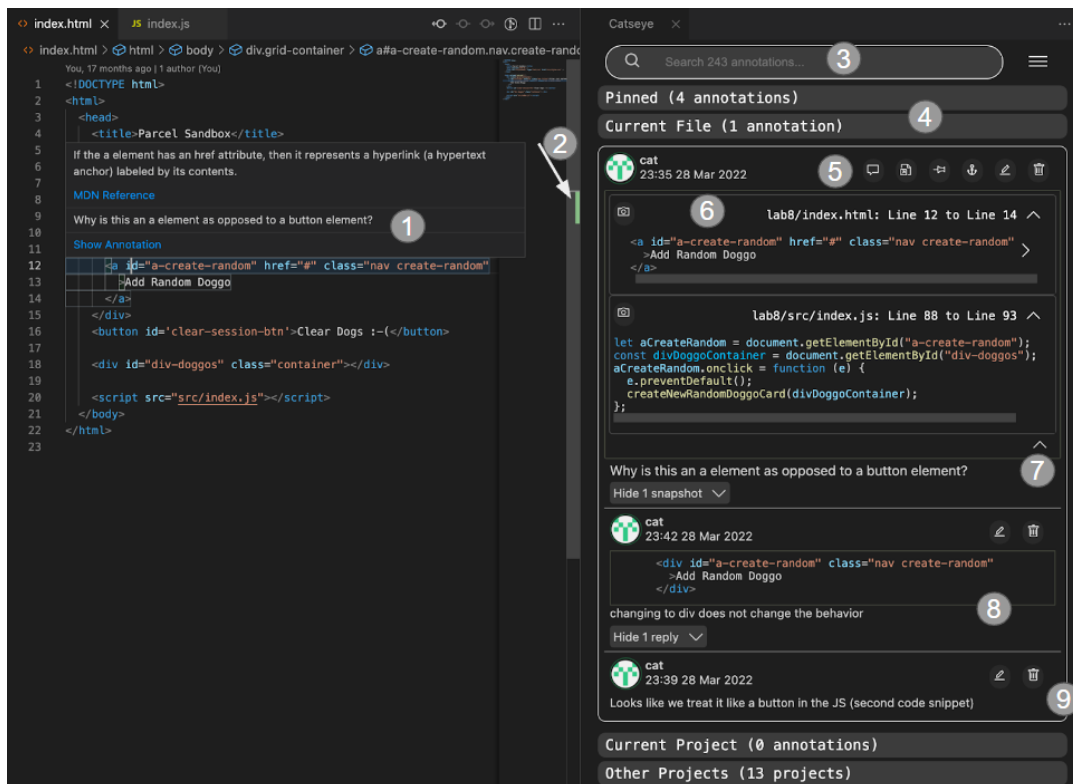 index.html
JS index.js
Catseye
index.html > html > body > div.grid-container > a#a-create-random.nav.create-rando
Search 243 annotations...
3
You, 17 months ago | 1 author (You)
1 <!DOCTYPE html>
2 <html>
3 <head>
4 <title>Parcel Sandbox</title>
5
6
7
8
9
10
11
If the a element has an href attribute, then it represents a hyperlink (a hypertext
anchor) labeled by its contents.
MDN Reference
Why is this an a element as opposed to a button element?
1
Show Annotation
12 <a id="a-create-random" href="#" class="nav create-random"
13 >Add Random Doggo
14 </a>
15 </div>
16 <button id='clear-session-btn'>Clear Dogs :-(</button>
17
18 <div id="div-doggos" class="container"></div>
19
20 <script src="src/index.js"></script>
21 </body>
22 </html>
23
2
Pinned (4 annotations)
4
Current File (1 annotation)
cat
23:35 28 Mar 2022
5
6
lab8/index.html: Line 12 to Line 14
<a id="a-create-random" href="#" class="nav create-random"
>Add Random Doggo
</a>
lab8/src/index.js: Line 88 to Line 93
let aCreateRandom = document.getElementById("a-create-random");
const divDoggoContainer = document.getElementById("div-doggos");
aCreateRandom.onclick = function (e) {
e.preventDefault();
createNewRandomDoggoCard(divDoggoContainer);
};
Why is this an a element as opposed to a button element?
7
Hide 1 snapshot
cat
23:42 28 Mar 2022
<div id="a-create-random" class="nav create-random"
>Add Random Doggo
</div>
8
changing to div does not change the behavior
Hide 1 reply
cat
23:39 28 Mar 2022
Looks like we treat it like a button in the JS (second code snippet)
9
Current Project (0 annotations)
Other Projects (13 projects)